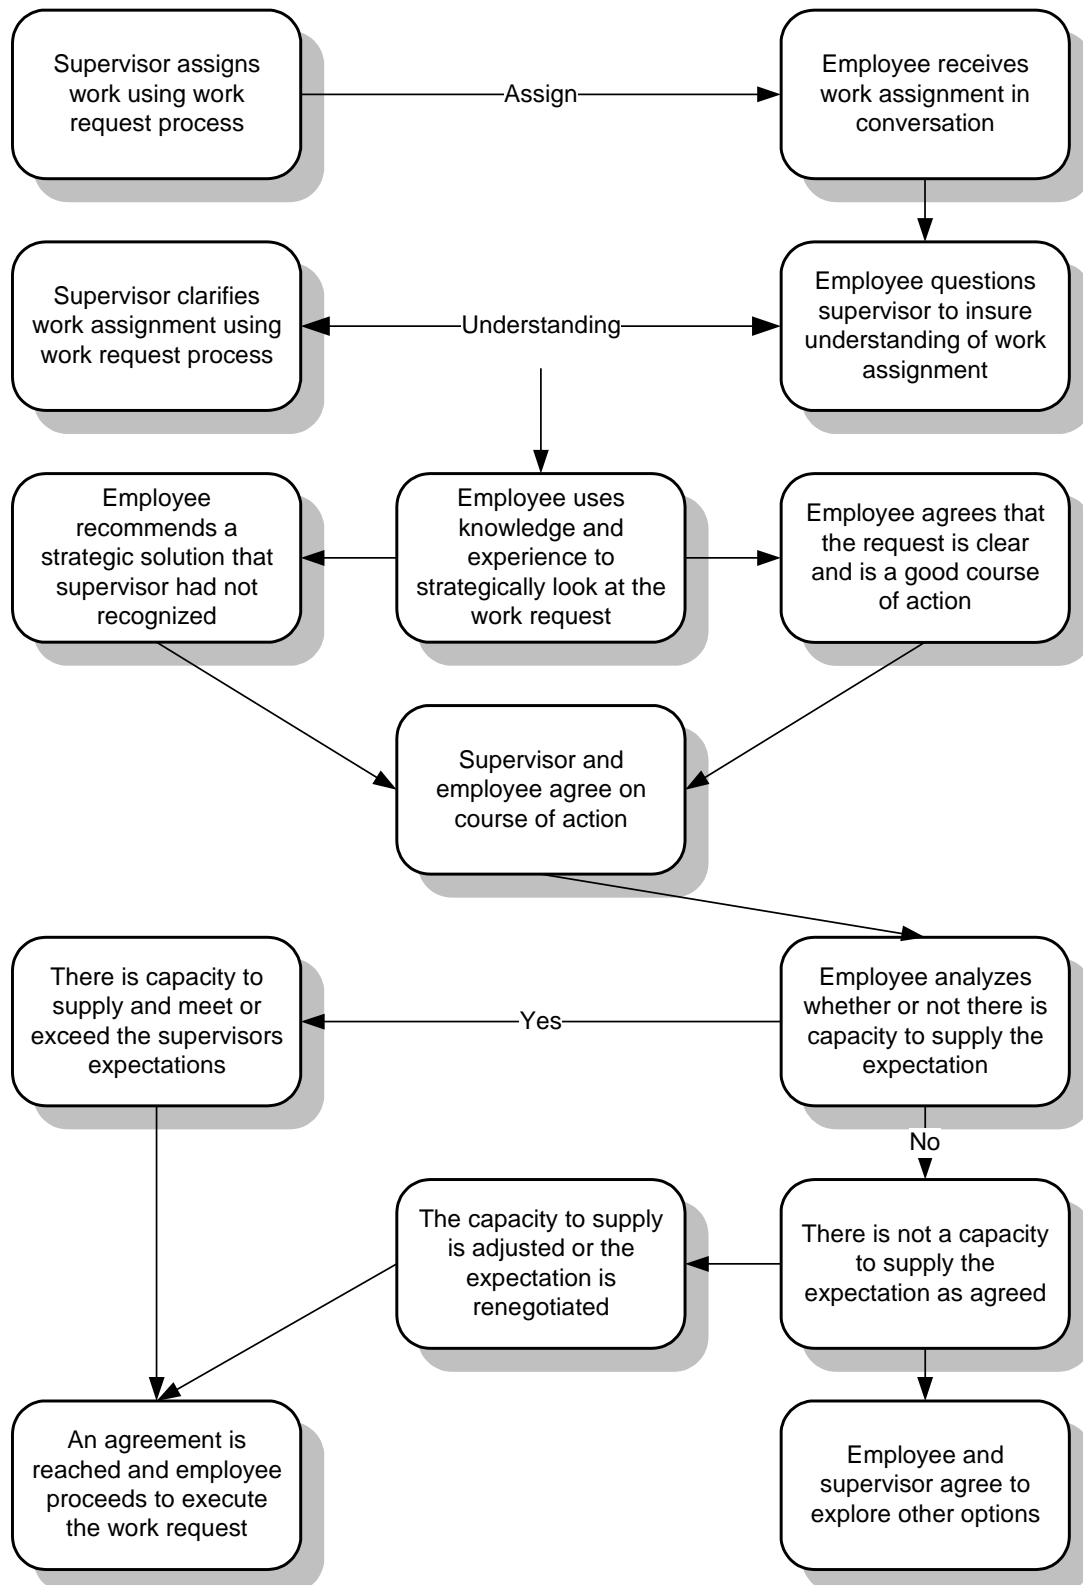 Supervisor assigns
work using work
request process
Assign
Employee receives
work assignment in
conversation
Supervisor clarifies
work assignment using
work request process
Understanding
Employee questions
supervisor to insure
understanding of work
assignment
Employee
recommends a
strategic solution that
supervisor had not
recognized
Employee uses
knowledge and
experience to
strategically look at the
work request
Employee agrees that
the request is clear
and is a good course
of action
Supervisor and
employee agree on
course of action
There is capacity to
supply and meet or
exceed the supervisors
expectations
Yes
Employee analyzes
whether or not there is
capacity to supply the
expectation
No
The capacity to supply
is adjusted or the
expectation is
renegotiated
There is not a capacity
to supply the
expectation as agreed
An agreement is
reached and employee
proceeds to execute
the work request
Employee and
supervisor agree to
explore other options